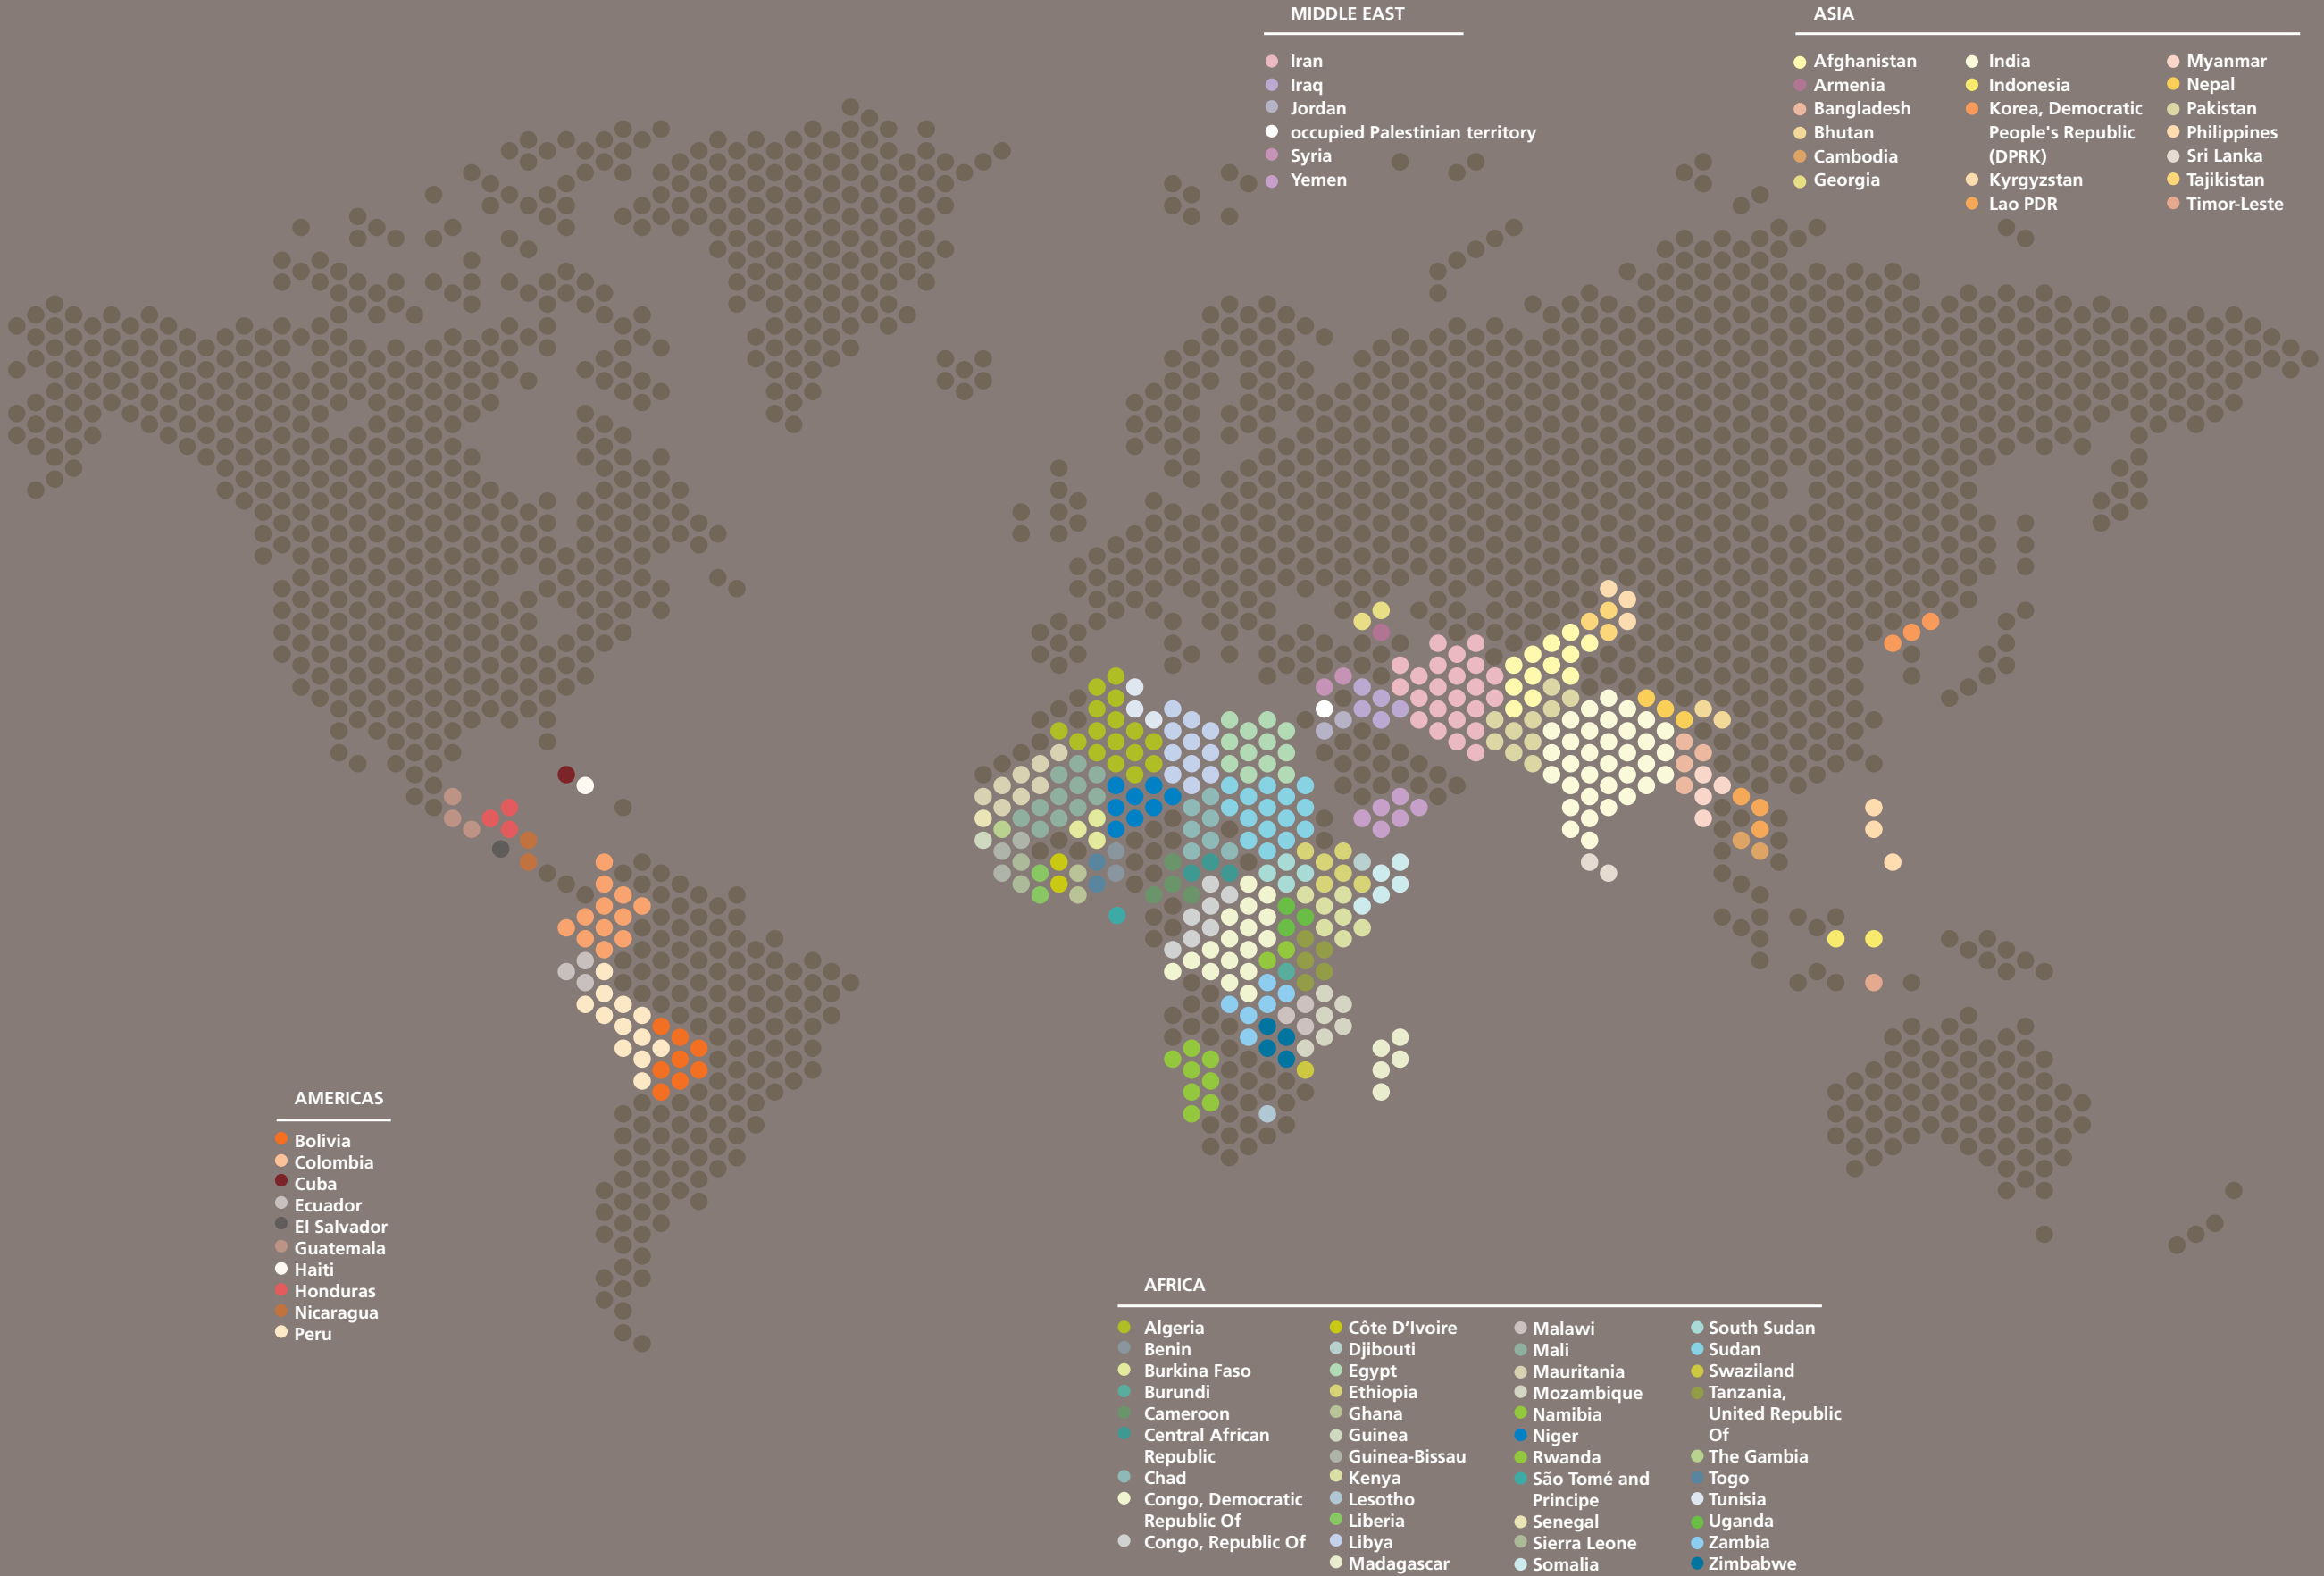 MIDDLE EAST
Iran
Iraq
Jordan
occupied Palestinian territory
Syria
Yemen
ASIA
Afghanistan
Armenia
Bangladesh
Bhutan
Cambodia
Georgia
India
Indonesia
Korea, Democratic
People's Republic
(DPRK)
Kyrgyzstan
Lao PDR
Myanmar
Nepal
Pakistan
Philippines
Sri Lanka
Tajikistan
Timor-Leste
AMERICAS
Bolivia
Colombia
Cuba
Ecuador
El Salvador
Guatemala
Haiti
Honduras
Nicaragua
Peru
AFRICA
Algeria
Benin
Burkina Faso
Burundi
Cameroon
Central African
Republic
Chad
Congo, Democratic
Republic Of
Congo, Republic Of
Côte D’Ivoire
Djibouti
Egypt
Ethiopia
Ghana
Guinea
Guinea-Bissau
Kenya
Lesotho
Liberia
Libya
Madagascar
Malawi
Mali
Mauritania
Mozambique
Namibia
Niger
Rwanda
São Tomé and
Principe
Senegal
Sierra Leone
Somalia
South Sudan
Sudan
Swaziland
Tanzania,
United Republic
Of
The Gambia
Togo
Tunisia
Uganda
Zambia
Zimbabwe